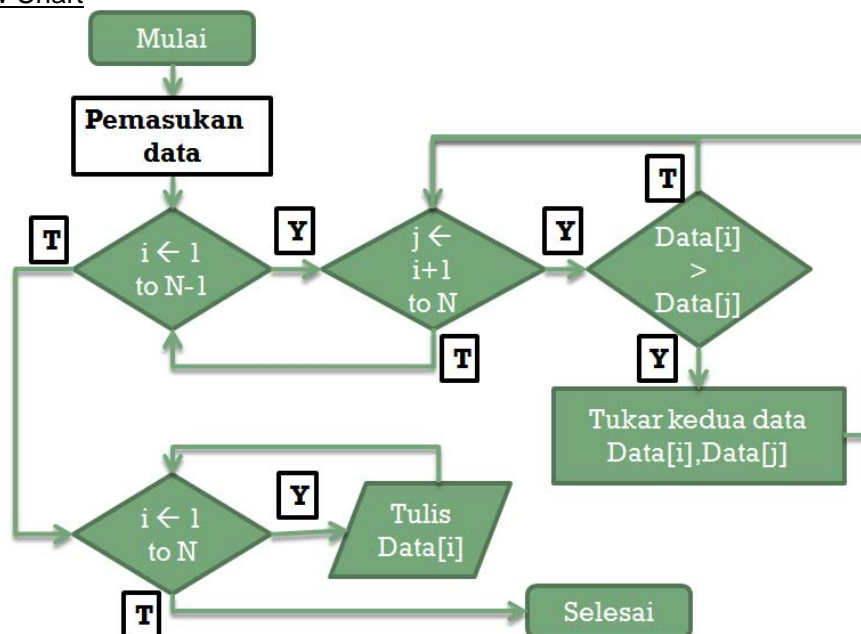 Mulai
Pemasukan
data
T
i ← 1
to N-1
Y
j ←
i+1
to N
Y
T
Data[i]
>
Data[j]
T
Y
Tukar kedua data
Data[i],Data[j]
i ← 1
to N
Y
Tulis
Data[i]
T
Selesai